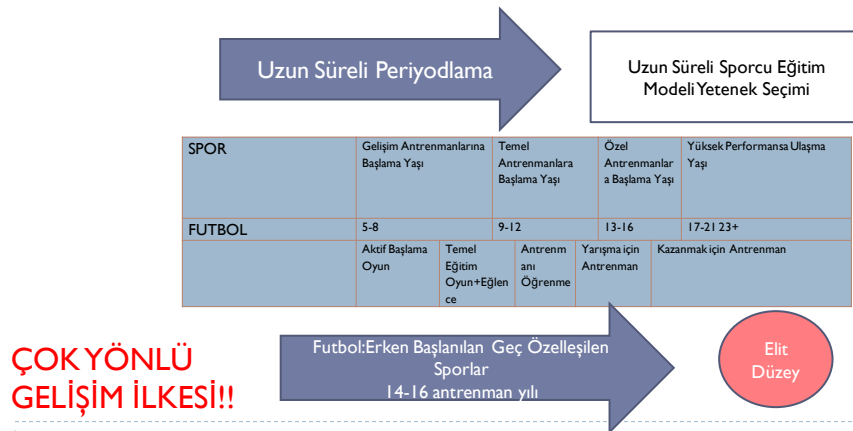 Uzun Süreli Periyodlama
Uzun Süreli Sporcu Eğitim
Modeli Yetenek Seçimi
SPOR
Gelişim Antrenmanlarına
Başlama Yaşı
Temel
Antrenmanlara
Başlama Yaşı
Özel
Antrenmanlar
a Başlama Yaşı
Yüksek Performansa Ulaşma
Yaşı
FUTBOL
5-8
9-12
13-16
17-21 23+
Aktif Başlama
Oyun
Temel
Eğitim
Oyun+Eğlen
ce
Antrenm
anı
Öğrenme
Yarışma için
Antrenman
Kazanmak için Antrenman
ÇOK YÖNLÜ
GELİŞİM İLKESİ!!
Futbol:Erken Başlanılan Geç Özelleşilen
Sporlar
14-16 antrenman yılı
Elit
Düzey